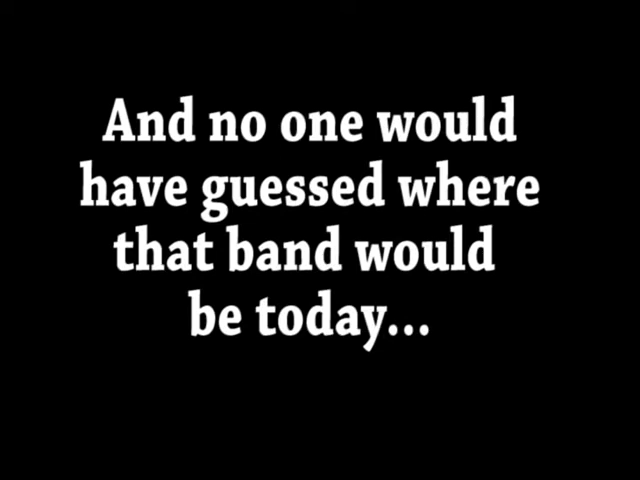 And no one would
have guessed where
that band would
be today...